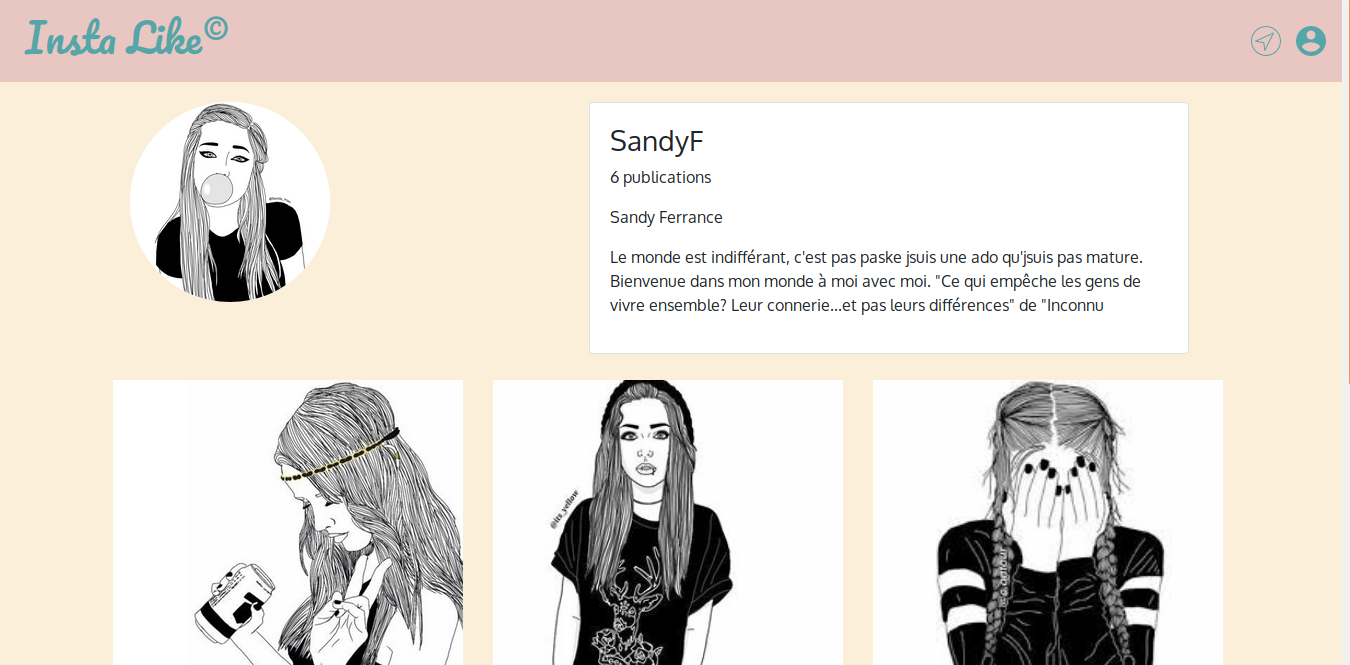 Insta Like©
SandyF
6 publications
Sandy Ferrance
Le monde est indifférant, c'est pas paske jsuis une ado qu'jsuis pas mature.
Bienvenue dans mon monde à moi avec moi. "Ce qui empêche les gens de
vivre ensemble? Leur connerie...et pas leurs différences" de "Inconnu
@its_yellow